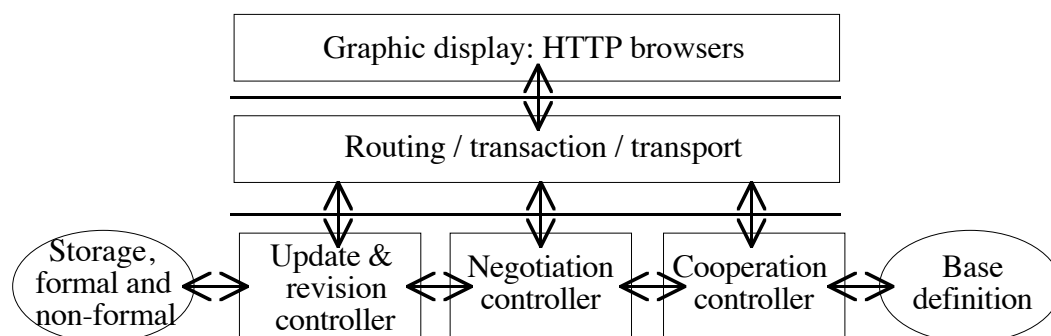 Graphic display: HTTP browsers
Routing / transaction / transport
Storage,
formal and
non-formal
Update &
revision
controller
Negotiation
controller
Cooperation
controller
Base
definition